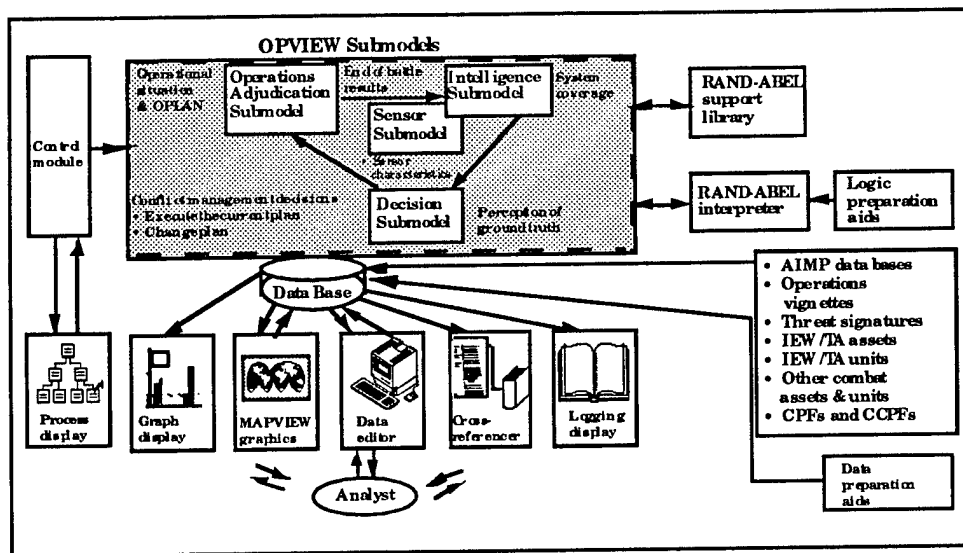 OPVIEW Submodels
Operational
situation
& OPLAN
Operations
Adjudication
Submodel
End of battle
results
Intelligence
Submodel
System
coverage
Sensor
Submodel
• Sensor
characteristics
Decision
Submodel
Conflict management decisions
• Execute the current plan
• Change plan
Perception of
ground truth
Control
module
RAND-ABEL
support
library
RAND-ABEL
interpreter
Logic
preparation
aids
Data Base
• AIMP data bases
• Operations
vignettes
• Threat signatures
• IEW/TA assets
• IEW/TA units
• Other combat
assets & units
• CPFs and CCPFs
Process
display
Graph
display
MAPVIEW
graphics
Data
editor
Cross-
referencer
Logging
display
Analyst
Data
preparation
aids